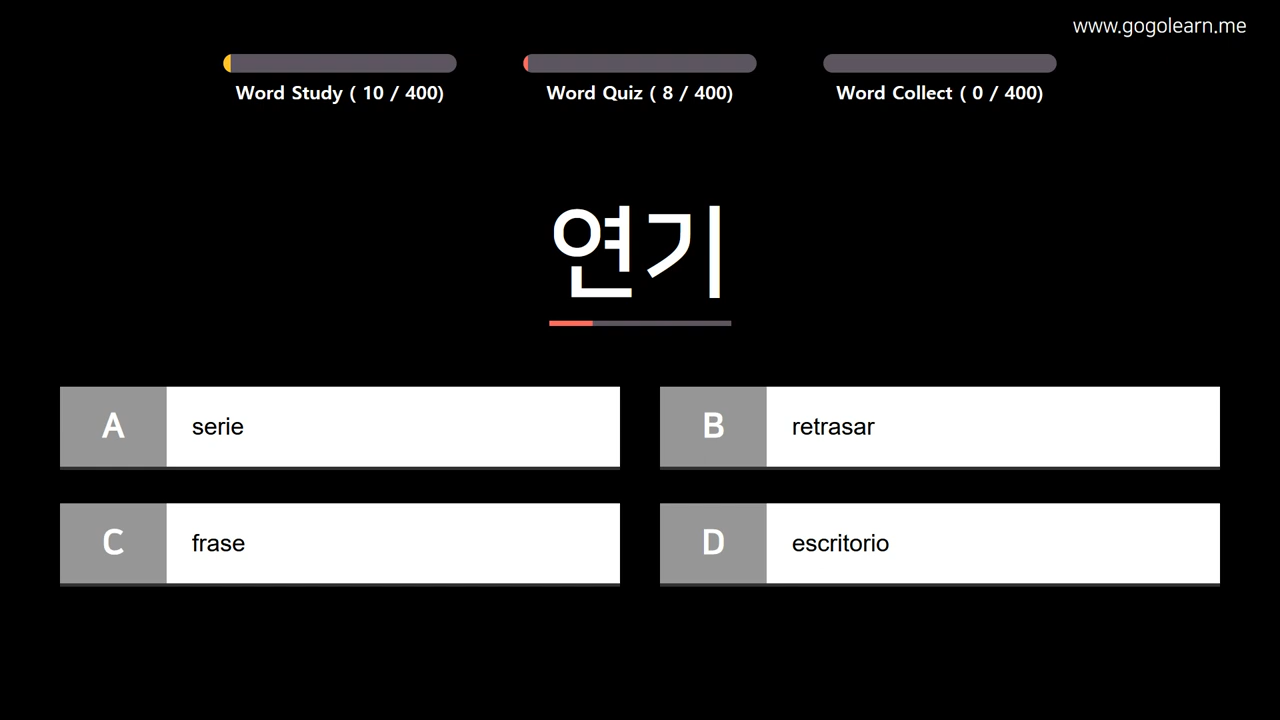 www.gogolearn.me
Word Study ( 10 / 400)
Word Quiz ( 8 / 400)
Word Collect ( 0 / 400)
연기
A serie
B retrasar
C frase
D escritorio